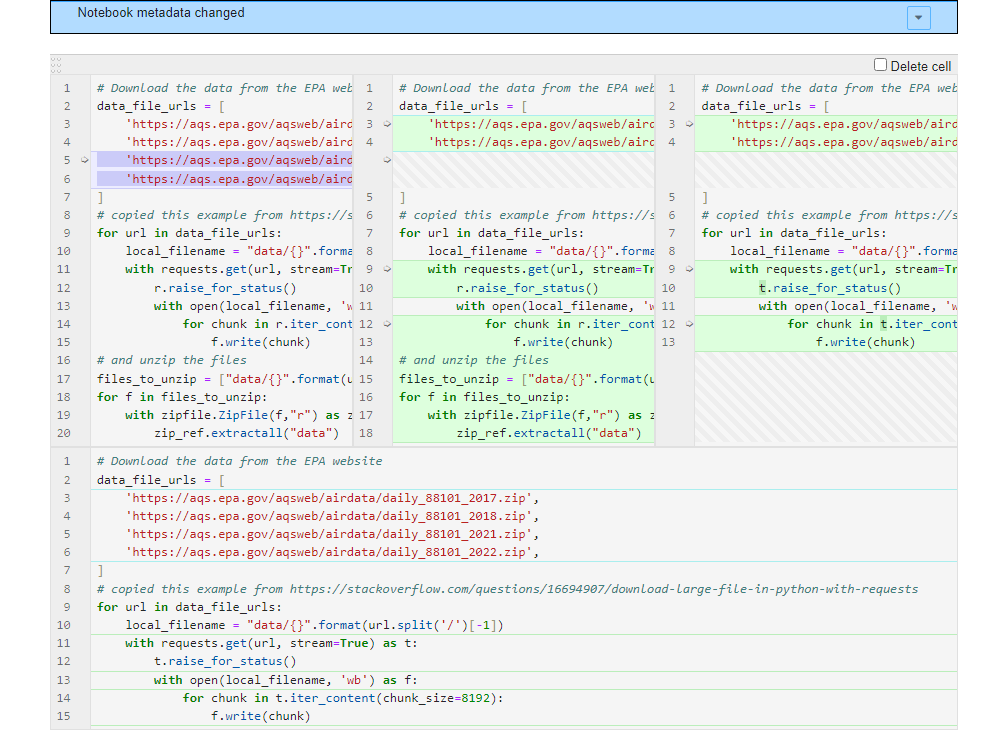 Notebook metadata changed
Delete cell
1 # Download the data from the EPA web
2 data_file_urls = [
3 'https://aqs.epa.gov/aqsweb/aird
4 'https://aqs.epa.gov/aqsweb/aird
5 'https://aqs.epa.gov/aqsweb/aird
6 'https://aqs.epa.gov/aqsweb/aird
7 ]
8 # copied this example from https://s
9 for url in data_file_urls:
10 local_filename = "data/{}".forma
11 with requests.get(url, stream=Tr
12 r.raise_for_status()
13 with open(local_filename, 'w
14 for chunk in r.iter_cont
15 f.write(chunk)
16 # and unzip the files
17 files_to_unzip = ["data/{}".format(u
18 for f in files_to_unzip:
19 with zipfile.ZipFile(f,"r") as z
20 zip_ref.extractall("data")
1 # Download the data from the EPA web
2 data_file_urls = [
3 'https://aqs.epa.gov/aqsweb/aird
4 'https://aqs.epa.gov/aqsweb/aird
5 ]
6 # copied this example from https://s
7 for url in data_file_urls:
8 local_filename = "data/{}".forma
9 with requests.get(url, stream=Tr
10 r.raise_for_status()
11 with open(local_filename, 'w
12 for chunk in r.iter_cont
13 f.write(chunk)
14 # and unzip the files
15 files_to_unzip = ["data/{}".format(u
16 for f in files_to_unzip:
17 with zipfile.ZipFile(f,"r") as z
18 zip_ref.extractall("data")
1 # Download the data from the EPA web
2 data_file_urls = [
3 'https://aqs.epa.gov/aqsweb/aird
4 'https://aqs.epa.gov/aqsweb/aird
5 ]
6 # copied this example from https://s
7 for url in data_file_urls:
8 local_filename = "data/{}".forma
9 with requests.get(url, stream=Tr
10 t.raise_for_status()
11 with open(local_filename, 'w
12 for chunk in t.iter_cont
13 f.write(chunk)
1 # Download the data from the EPA website
2 data_file_urls = [
3 'https://aqs.epa.gov/aqsweb/airdata/daily_88101_2017.zip',
4 'https://aqs.epa.gov/aqsweb/airdata/daily_88101_2018.zip',
5 'https://aqs.epa.gov/aqsweb/airdata/daily_88101_2021.zip',
6 'https://aqs.epa.gov/aqsweb/airdata/daily_88101_2022.zip',
7 ]
8 # copied this example from https://stackoverflow.com/questions/16694907/download-large-file-in-python-with-requests
9 for url in data_file_urls:
10 local_filename = "data/{}".format(url.split('/')[-1])
11 with requests.get(url, stream=True) as t:
12 t.raise_for_status()
13 with open(local_filename, 'wb') as f:
14 for chunk in t.iter_content(chunk_size=8192):
15 f.write(chunk)